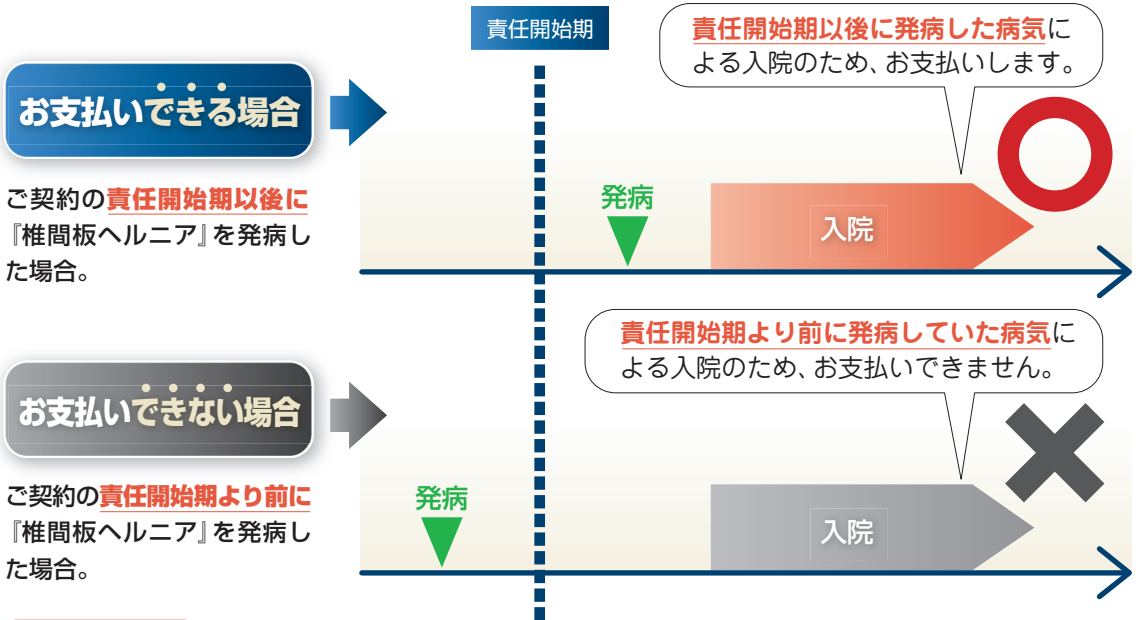 責任開始期
責任開始期以後に発病した病気に
よる入院のため、お支払いします。
お支払いできる場合
ご契約の責任開始期以後に
『椎間板ヘルニア』を発病し
た場合。
発病
入院
責任開始期より前に発病していた病気に
よる入院のため、お支払いできません。
お支払いできない場合
ご契約の責任開始期より前に
『椎間板ヘルニア』を発病し
た場合。
発病
入院